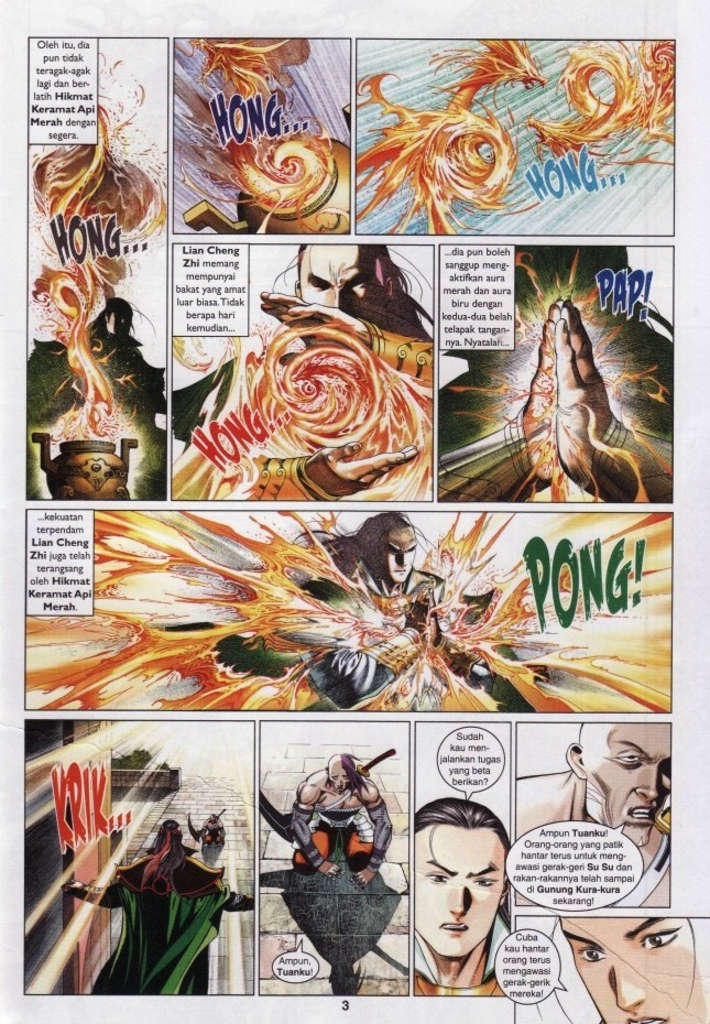 Oleh itu, dia
pun tidak
teragak-agak
lagi dan ber-
latih Hikmat
Keramat Api
Merah dengan
segera.
HONG...
HONG...
HONG...
Lian Cheng
Zhi memang
mempunyai
bakat yang amat
luar biasa. Tidak
berapa hari
kemudian...
HONG...
...dia pun boleh
sanggup meng-
aktifkan aura
merah dan aura
biru dengan
kedua-dua belah
telapak tangan-
nya. Nyatalah...
PAP!
...kekuatan
terpendam
Lian Cheng
Zhi juga telah
terangsang
oleh Hikmat
Keramat Api
Merah.
PONG!
KRIK...
Ampun,
Tuanku!
Sudah
kau men-
jalankan tugas
yang beta
berikan?
Ampun Tuanku!
Orang-orang yang patik
hantar terus untuk meng-
awasi gerak-geri Su Su dan
rakan-rakannya telah sampai
di Gunung Kura-kura
sekarang!
Cuba
kau hantar
orang terus
mengawasi
gerak-gerik
mereka!
3